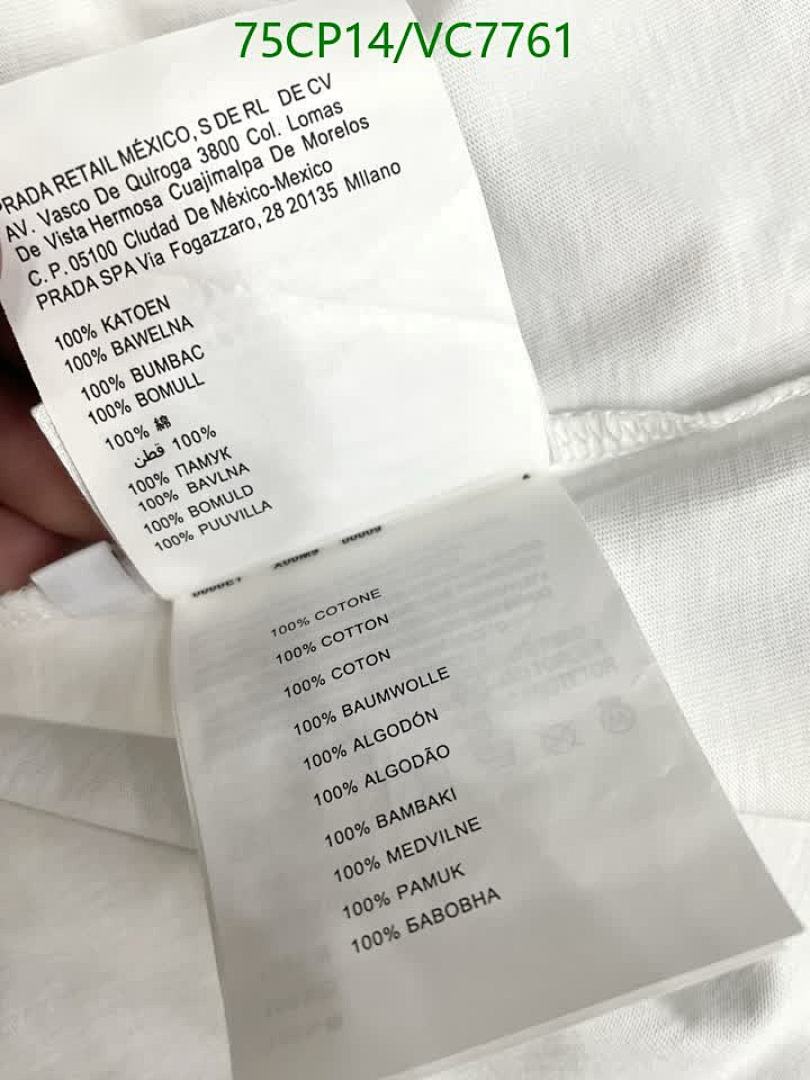 75CP14/VC7761
PRADA RETAIL MÉXICO, S DE RL DE CV
AV. Vasco De Quiroga 3800 Col. Lomas
De Vista Hermosa Cuajimalpa De Morelos
C. P. 05100 Cludad De México-Mexico
PRADA SPA Via Fogazzaro, 28 20135 Milano
100% KATOEN
100% BAWELNA
100% BUMBAC
100% BOMULL
100% 綿
قطن 100%
100% ПАМУК
100% BAVLNA
100% BOMULD
100% PUUVILLA
100% COTONE
100% COTTON
100% COTON
100% BAUMWOLLE
100% ALGODÓN
100% ALGODÃO
100% BAMBAKI
100% MEDVILNE
100% PAMUK
100% БАВОВНА